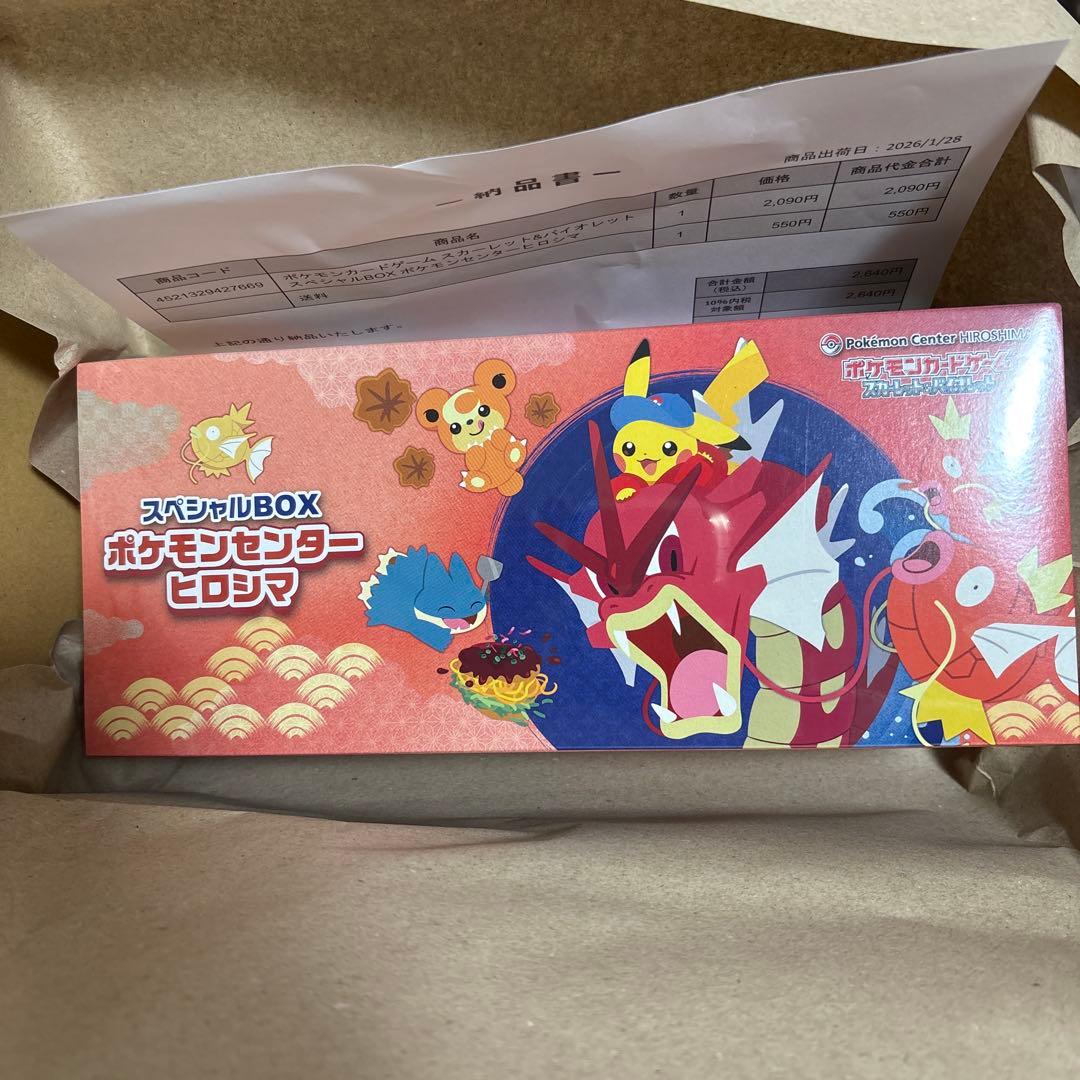 商品出荷日：2026/1/28
― 納品書 ―
商品コード 商品名 数量 価格 商品代金合計
4521329427669 ポケモンカードゲーム スカーレット&バイオレット 1 2,090円 2,090円
スペシャルBOX ポケモンセンターヒロシマ
送料 1 550円 550円
合計金額
（税込） 2,640円
10%内税
対象額 2,640円
上記の通り納品いたします。
Pokémon Center HIROSHIMA
ポケモンカードゲーム
スカーレット&バイオレット
スペシャルBOX
ポケモンセンター
ヒロシマ